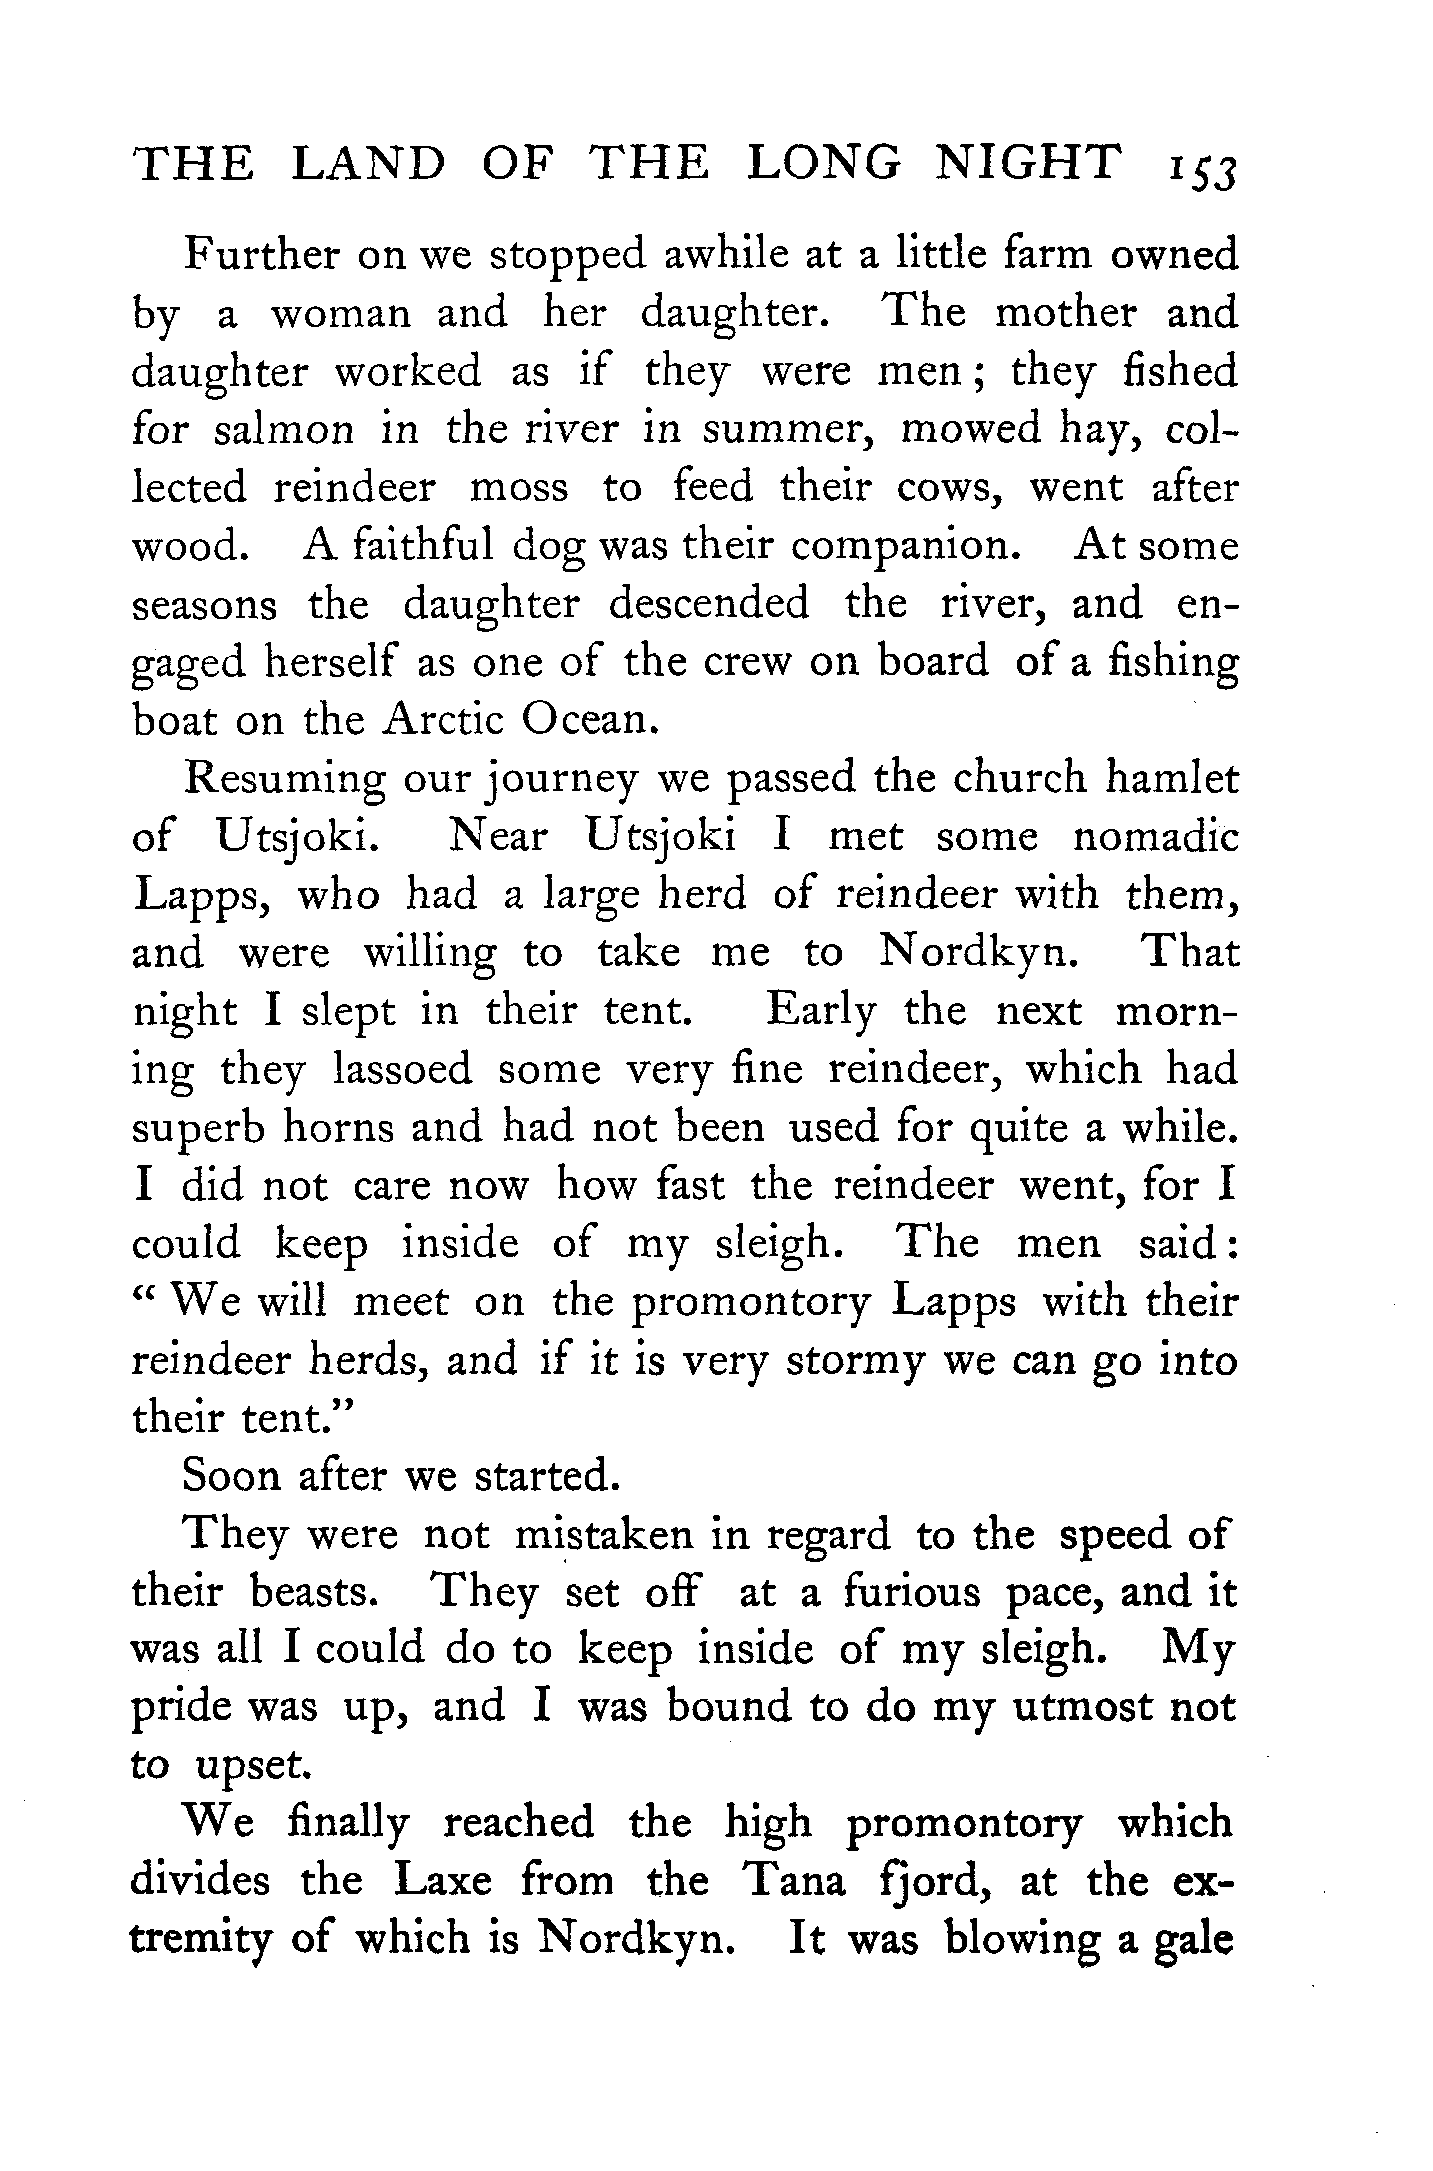 THE LAND OF THE LONG NIGHT 153
Further on we stopped awhile at a little farm owned
by a woman and her daughter. The mother and
daughter worked as if they were men; they fished
for salmon in the river in summer, mowed hay, col-
lected reindeer moss to feed their cows, went after
wood. A faithful dog was their companion. At some
seasons the daughter descended the river, and en-
gaged herself as one of the crew on board of a fishing
boat on the Arctic Ocean.
Resuming our journey we passed the church hamlet
of Utsjoki. Near Utsjoki I met some nomadic
Lapps, who had a large herd of reindeer with them,
and were willing to take me to Nordkyn. That
night I slept in their tent. Early the next morn-
ing they lassoed some very fine reindeer, which had
superb horns and had not been used for quite a while.
I did not care now how fast the reindeer went, for I
could keep inside of my sleigh. The men said:
"We will meet on the promontory Lapps with their
reindeer herds, and if it is very stormy we can go into
their tent."
Soon after we started.
They were not mistaken in regard to the speed of
their beasts. They set off at a furious pace, and it
was all I could do to keep inside of my sleigh. My
pride was up, and I was bound to do my utmost not
to upset.
We finally reached the high promontory which
divides the Laxe from the Tana fjord, at the ex-
tremity of which is Nordkyn. It was blowing a gale